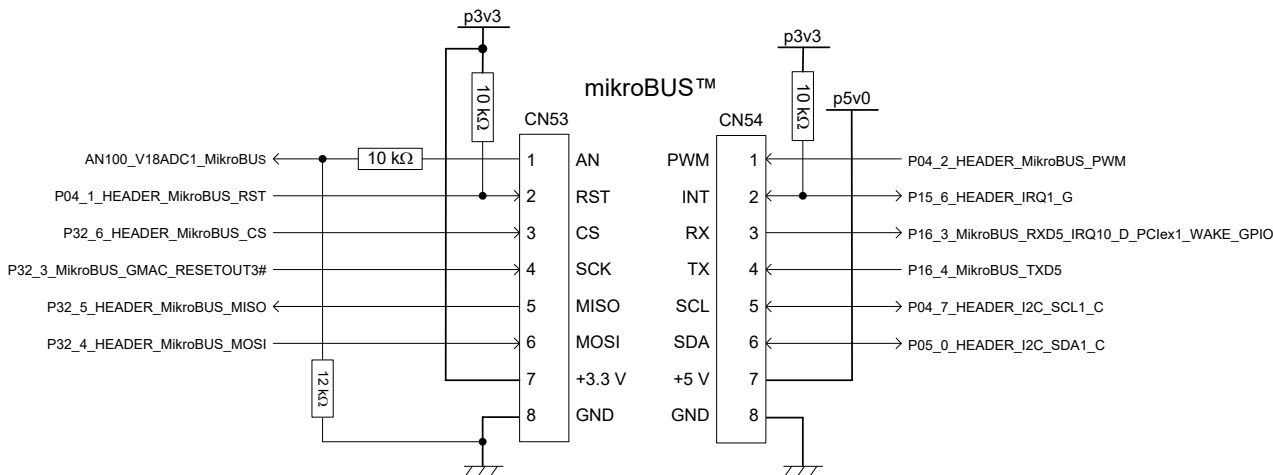 p3v3
p3v3
mikroBUS™
p5v0
10 kΩ
10 kΩ
CN53
CN54
AN100_V18ADC1_MikroBUs
10 kΩ
1 AN
PWM 1
P04_2_HEADER_MikroBUS_PWM
P04_1_HEADER_MikroBUS_RST
2 RST
INT 2
P15_6_HEADER_IRQ1_G
P32_6_HEADER_MikroBUS_CS
3 CS
RX 3
P16_3_MikroBUS_RXD5_IRQ10_D_PCIex1_WAKE_GPIO
P32_3_MikroBUS_GMAC_RESETOUT3#
4 SCK
TX 4
P16_4_MikroBUS_TXD5
P32_5_HEADER_MikroBUS_MISO
5 MISO
SCL 5
P04_7_HEADER_I2C_SCL1_C
P32_4_HEADER_MikroBUS_MOSI
6 MOSI
SDA 6
P05_0_HEADER_I2C_SDA1_C
12 kΩ
7 +3.3 V
+5 V 7
8 GND
GND 8